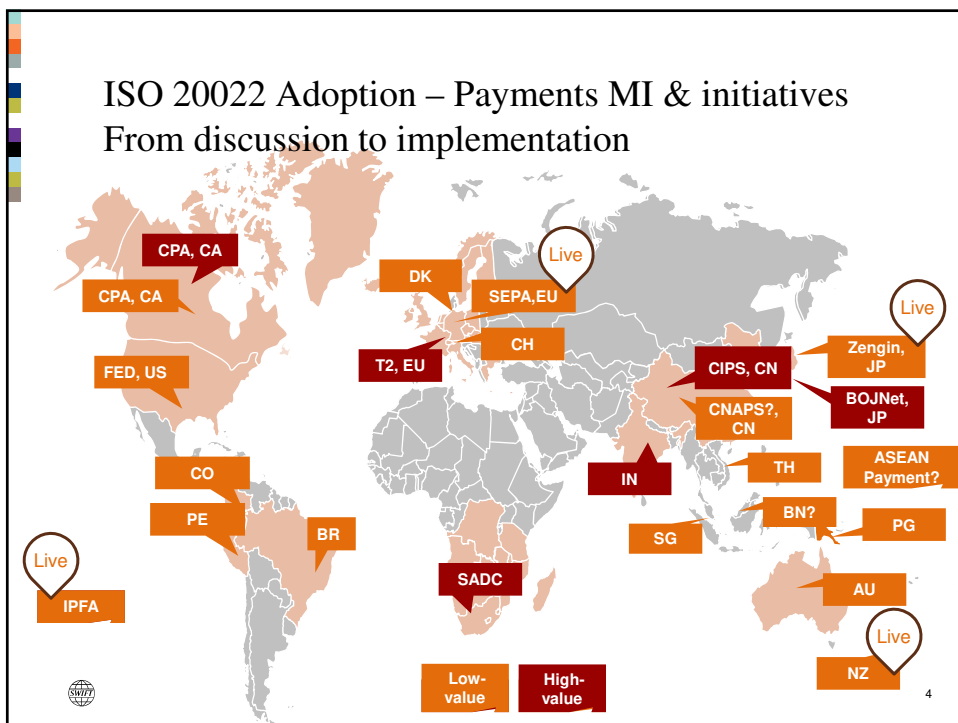 ISO 20022 Adoption – Payments MI & initiatives
From discussion to implementation
CPA, CA
CPA, CA
FED, US
DK
Live
SEPA,EU
CH
T2, EU
Live
Zengin,
JP
CIPS, CN
BOJNet,
JP
CNAPS?,
CN
IN
TH
ASEAN
Payment?
CO
PE
BR
BN?
SG
PG
Live
IPFA
SADC
AU
Live
NZ
Low-
value
High-
value
SWIFT
4